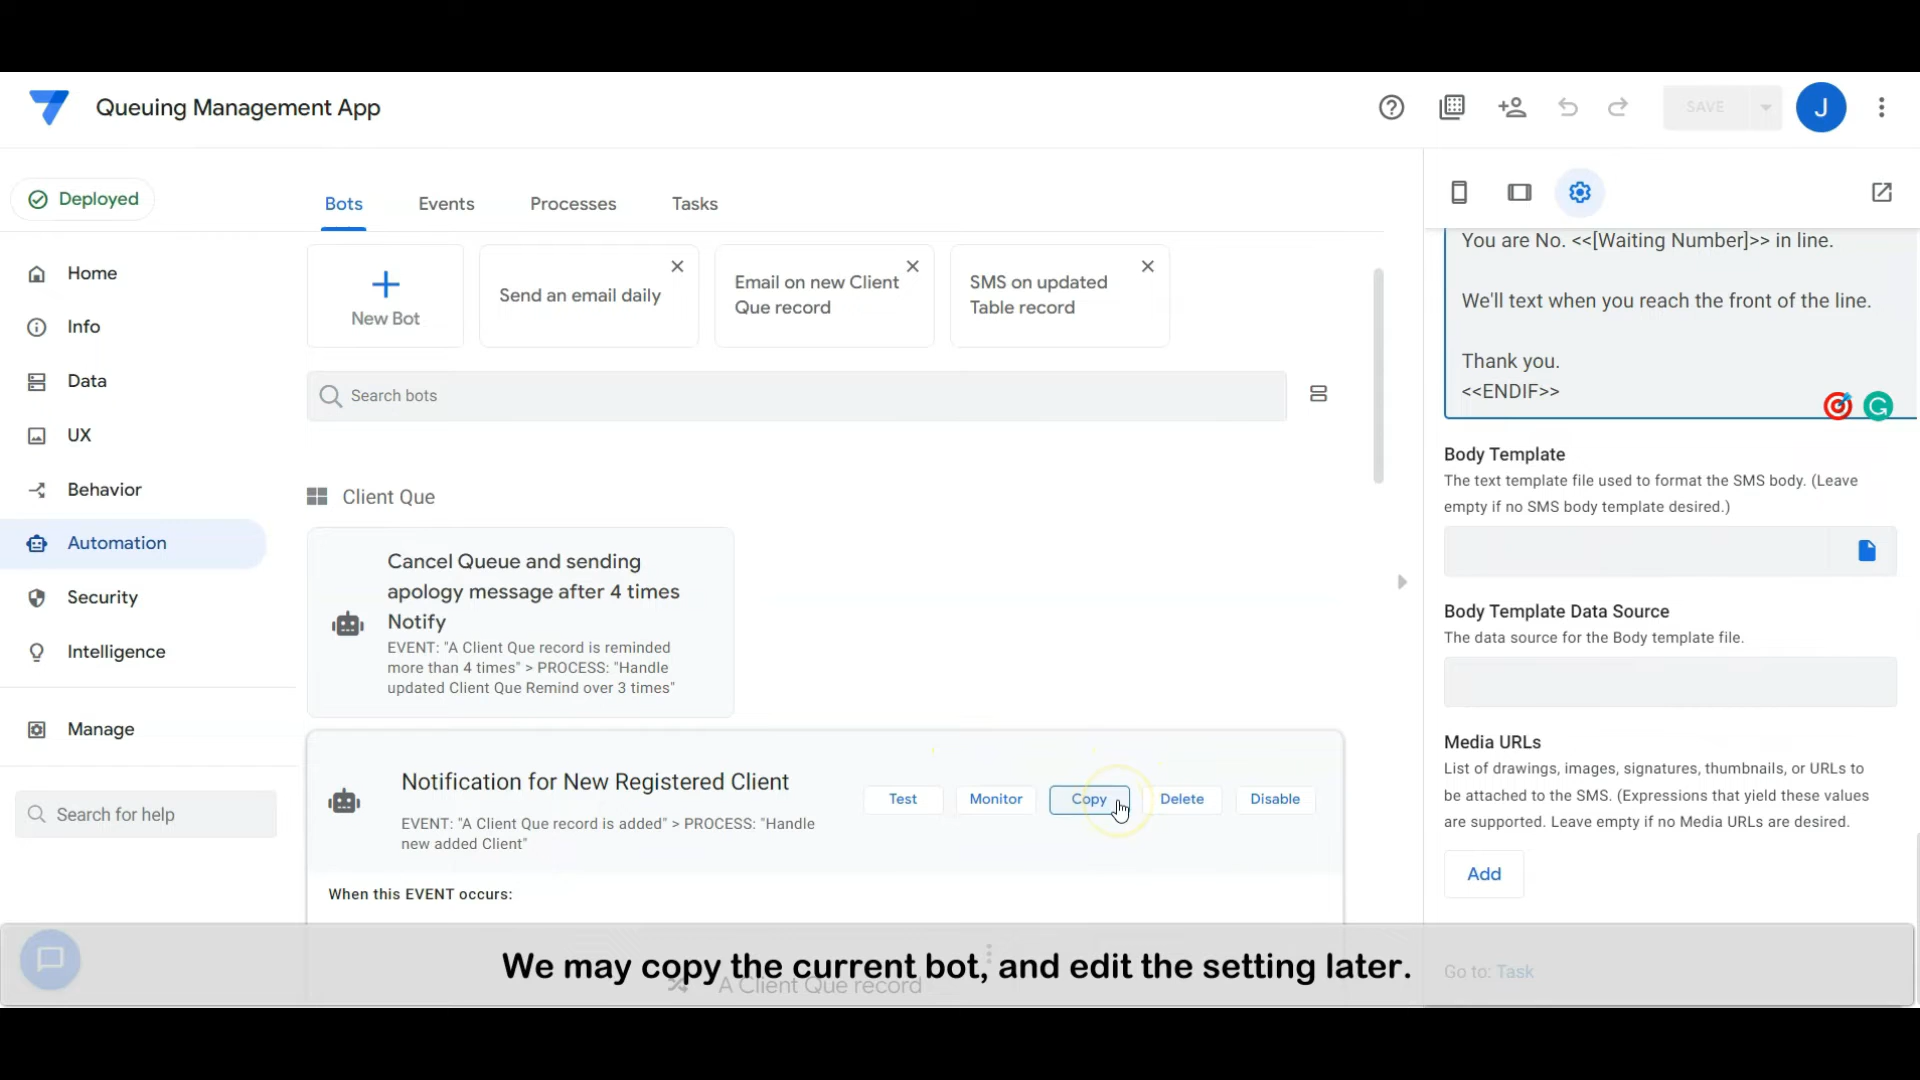 Queuing Management App
SAVE
J
Deployed
Bots
Events
Processes
Tasks
Home
Info
Data
UX
Behavior
Automation
Security
Intelligence
Manage
Search for help
New Bot
Send an email daily
Email on new Client
Que record
SMS on updated
Table record
Search bots
Client Que
Cancel Queue and sending
apology message after 4 times
Notify
EVENT: "A Client Que record is reminded
more than 4 times" > PROCESS: "Handle
updated Client Que Remind over 3 times"
Notification for New Registered Client
EVENT: "A Client Que record is added" > PROCESS: "Handle
new added Client"
Test
Monitor
Copy
Delete
Disable
When this EVENT occurs:
A Client Que record
You are No. <<[Waiting Number]>> in line.
We'll text when you reach the front of the line.
Thank you.
<<ENDIF>>
Body Template
The text template file used to format the SMS body. (Leave
empty if no SMS body template desired.)
Body Template Data Source
The data source for the Body template file.
Media URLs
List of drawings, images, signatures, thumbnails, or URLs to
be attached to the SMS. (Expressions that yield these values
are supported. Leave empty if no Media URLs are desired.
Add
Go to: Task
We may copy the current bot, and edit the setting later.